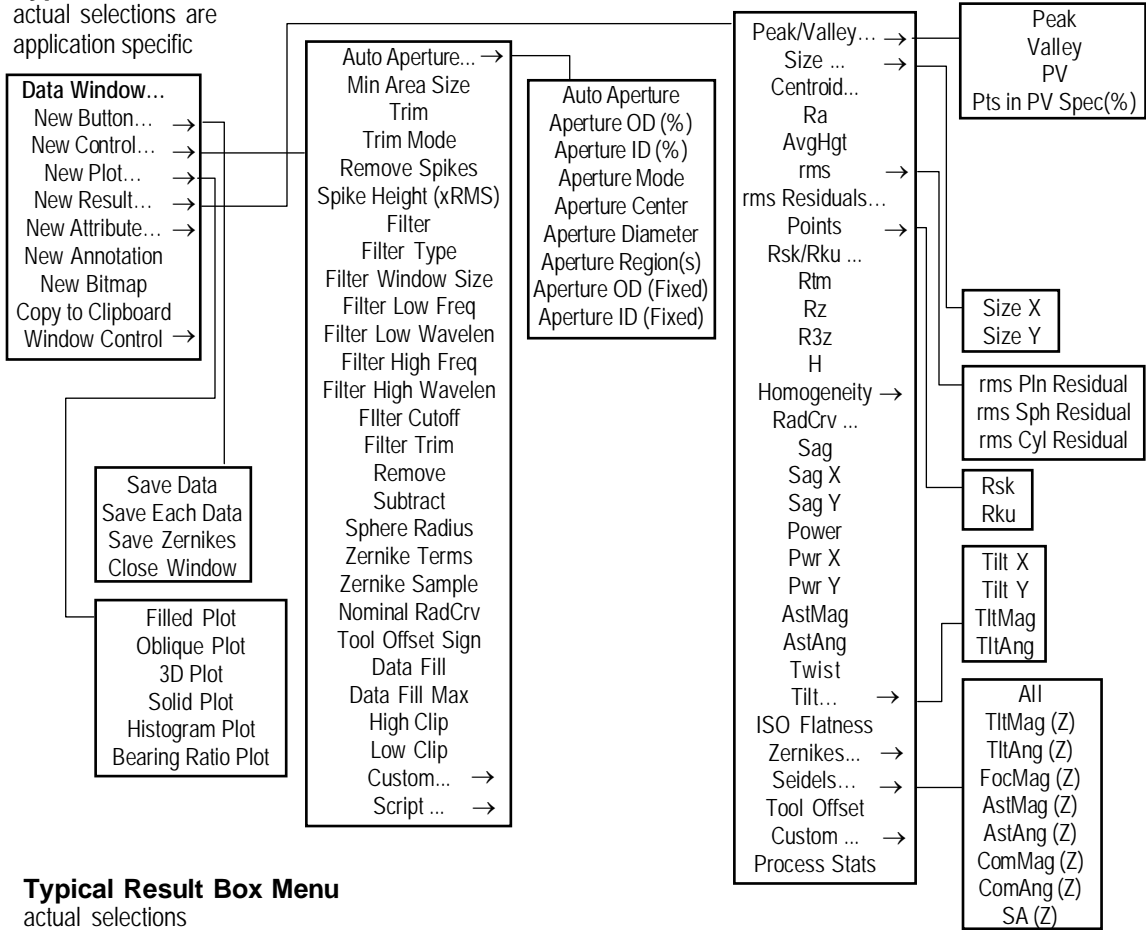 actual selections are
application specific
Data Window...
New Button... →
New Control... →
New Plot... →
New Result... →
New Attribute... →
New Annotation
New Bitmap
Copy to Clipboard
Window Control →
Save Data
Save Each Data
Save Zernikes
Close Window
Filled Plot
Oblique Plot
3D Plot
Solid Plot
Histogram Plot
Bearing Ratio Plot
Auto Aperture... →
Min Area Size
Trim
Trim Mode
Remove Spikes
Spike Height (xRMS)
Filter
Filter Type
Filter Window Size
Filter Low Freq
Filter Low Wavelen
Filter High Freq
Filter High Wavelen
FIlter Cutoff
Filter Trim
Remove
Subtract
Sphere Radius
Zernike Terms
Zernike Sample
Nominal RadCrv
Tool Offset Sign
Data Fill
Data Fill Max
High Clip
Low Clip
Custom... →
Script ... →
Auto Aperture
Aperture OD (%)
Aperture ID (%)
Aperture Mode
Aperture Center
Aperture Diameter
Aperture Region(s)
Aperture OD (Fixed)
Aperture ID (Fixed)
Peak/Valley... →
Size ... →
Centroid...
Ra
AvgHgt
rms →
rms Residuals...
Points →
Rsk/Rku ...
Rtm
Rz
R3z
H
Homogeneity →
RadCrv ...
Sag
Sag X
Sag Y
Power
Pwr X
Pwr Y
AstMag
AstAng
Twist
Tilt... →
ISO Flatness
Zernikes... →
Seidels... →
Tool Offset
Custom ... →
Process Stats
Peak
Valley
PV
Pts in PV Spec(%)
Size X
Size Y
rms Pln Residual
rms Sph Residual
rms Cyl Residual
Rsk
Rku
Tilt X
Tilt Y
TltMag
TltAng
All
TltMag (Z)
TltAng (Z)
FocMag (Z)
AstMag (Z)
AstAng (Z)
ComMag (Z)
ComAng (Z)
SA (Z)
Typical Result Box Menu
actual selections